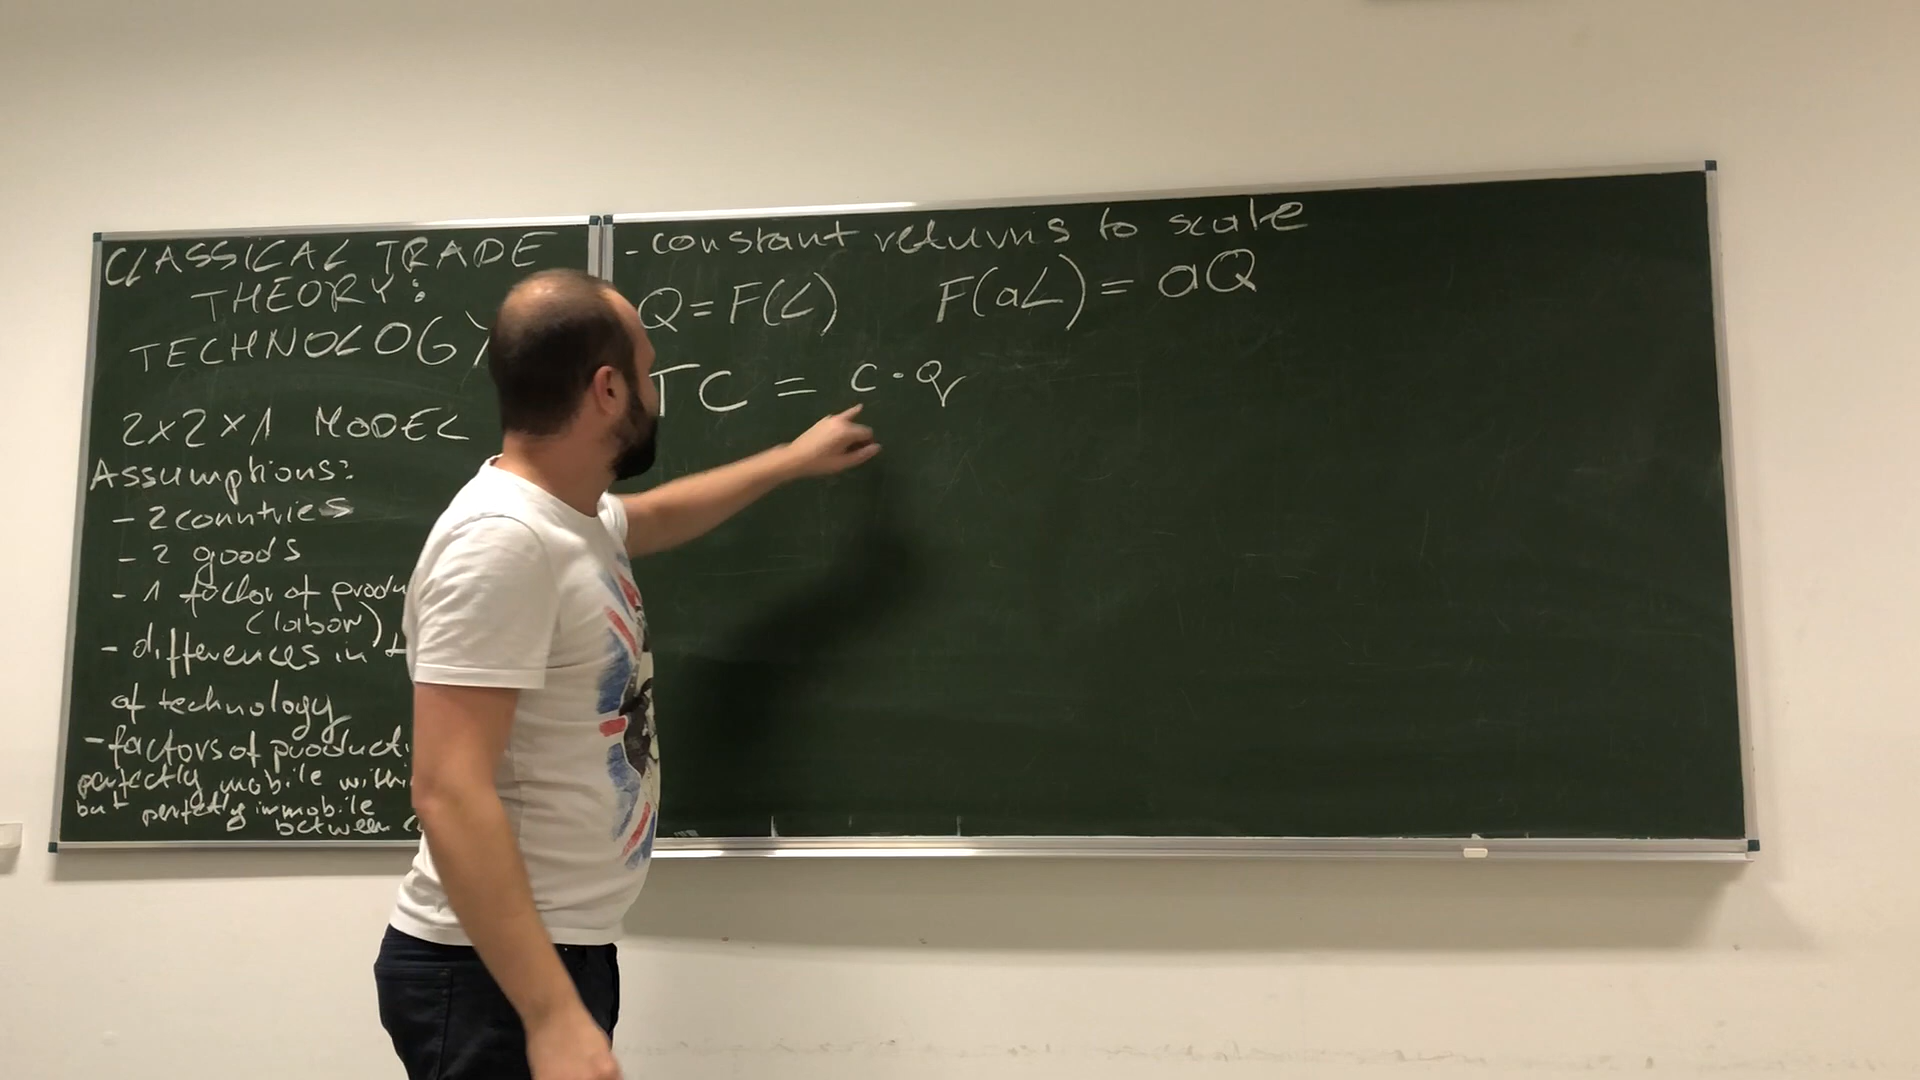 CLASSICAL TRADE
THEORY:
TECHNOLOGY
2x2x1 MODEL
Assumptions:
- 2 countries
- 2 goods
- 1 factor of produ
(labor)
- differences in
of technology
- factors of producti
perfectly mobile withi
but perfectly immobile
between
- constant returns to scale
Q = F(L) F(aL) = aQ
TC = c · Q